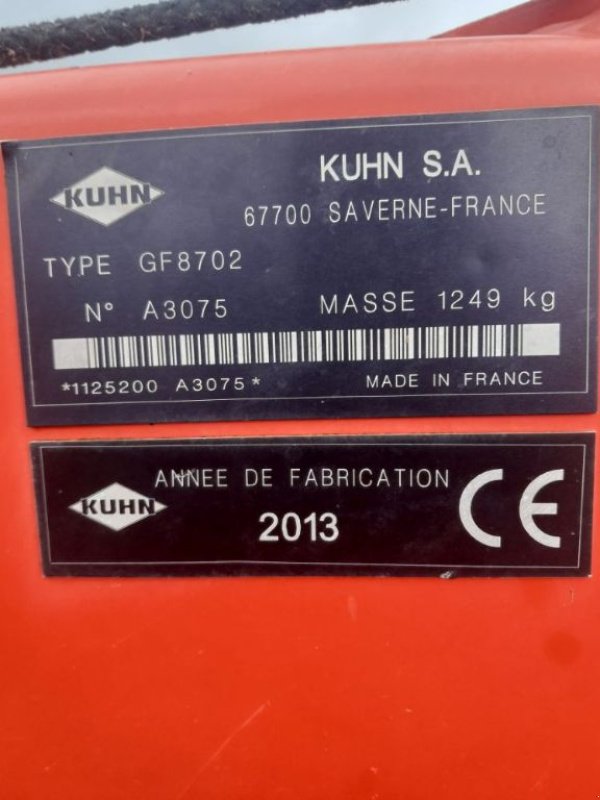 KUHN
KUHN S.A.
67700 SAVERNE-FRANCE
TYPE GF8702
N° A3075 MASSE 1249 kg
*1125200 A3075* MADE IN FRANCE
KUHN
ANNEE DE FABRICATION
2013
CE